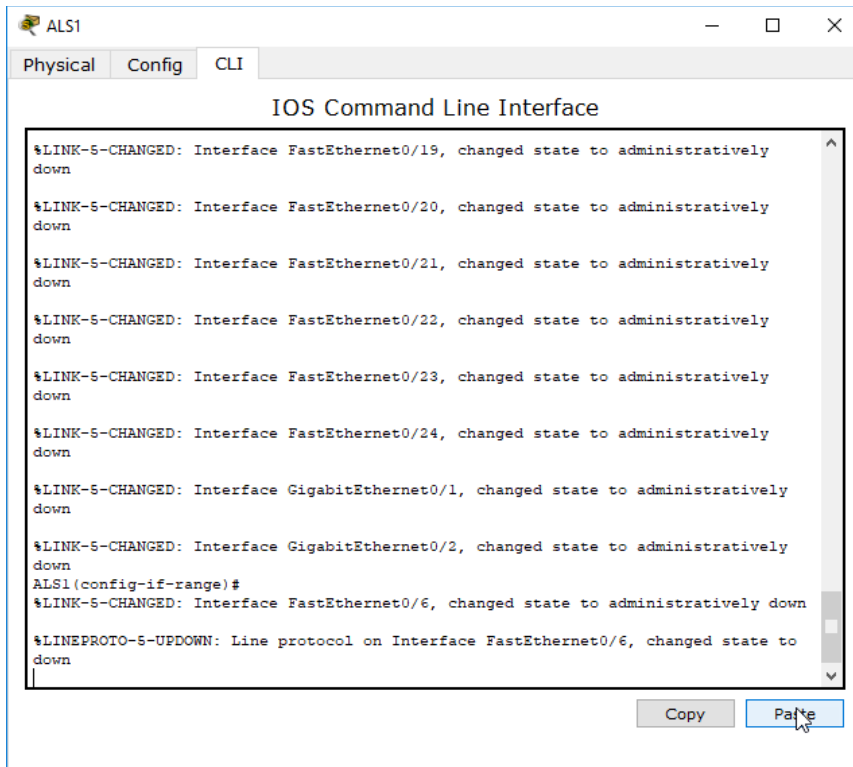 ALS1
Physical Config CLI
IOS Command Line Interface
%LINK-5-CHANGED: Interface FastEthernet0/19, changed state to administratively
down
%LINK-5-CHANGED: Interface FastEthernet0/20, changed state to administratively
down
%LINK-5-CHANGED: Interface FastEthernet0/21, changed state to administratively
down
%LINK-5-CHANGED: Interface FastEthernet0/22, changed state to administratively
down
%LINK-5-CHANGED: Interface FastEthernet0/23, changed state to administratively
down
%LINK-5-CHANGED: Interface FastEthernet0/24, changed state to administratively
down
%LINK-5-CHANGED: Interface GigabitEthernet0/1, changed state to administratively
down
%LINK-5-CHANGED: Interface GigabitEthernet0/2, changed state to administratively
down
ALS1(config-if-range)#
%LINK-5-CHANGED: Interface FastEthernet0/6, changed state to administratively down
%LINEPROTO-5-UPDOWN: Line protocol on Interface FastEthernet0/6, changed state to
down
Copy Paste